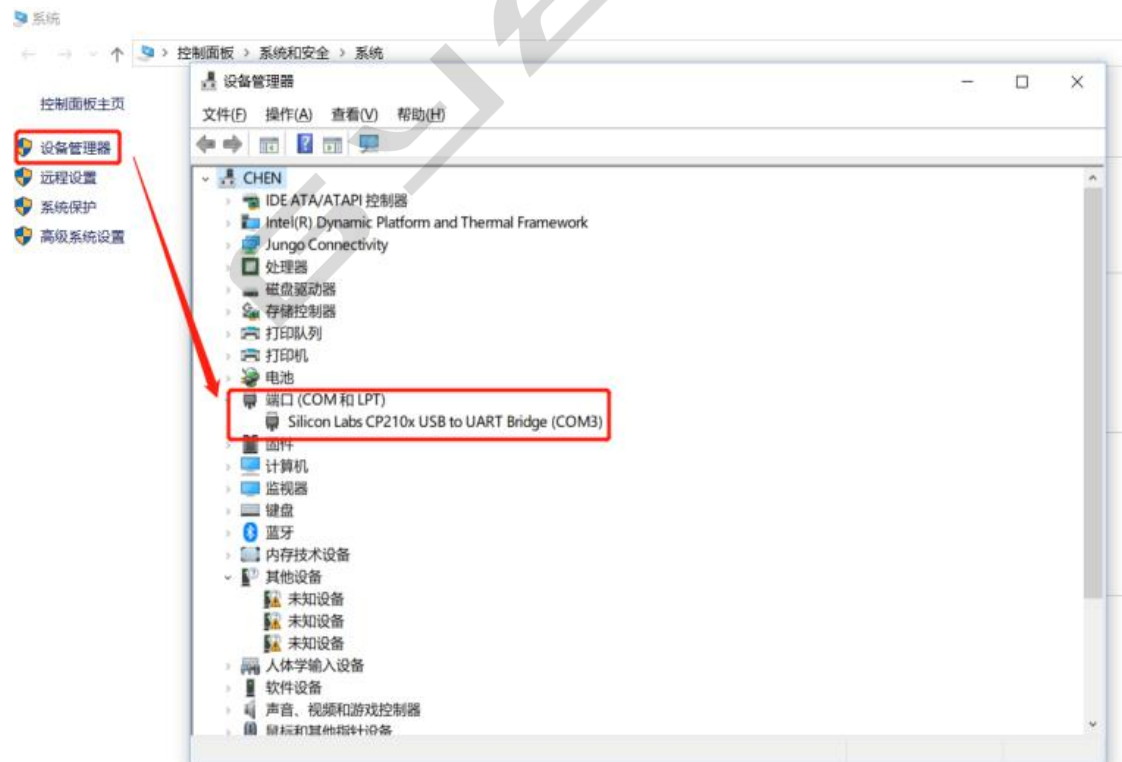 系统
控制面板 > 系统和安全 > 系统
控制面板主页
设备管理器
远程设置
系统保护
高级系统设置
设备管理器
文件(F) 操作(A) 查看(V) 帮助(H)
CHEN
IDE ATA/ATAPI 控制器
Intel(R) Dynamic Platform and Thermal Framework
Jungo Connectivity
处理器
磁盘驱动器
存储控制器
打印队列
打印机
电池
端口 (COM 和 LPT)
Silicon Labs CP210x USB to UART Bridge (COM3)
固件
计算机
监视器
键盘
蓝牙
内存技术设备
其他设备
未知设备
未知设备
未知设备
人体学输入设备
软件设备
声音、视频和游戏控制器
鼠标和其他指针设备